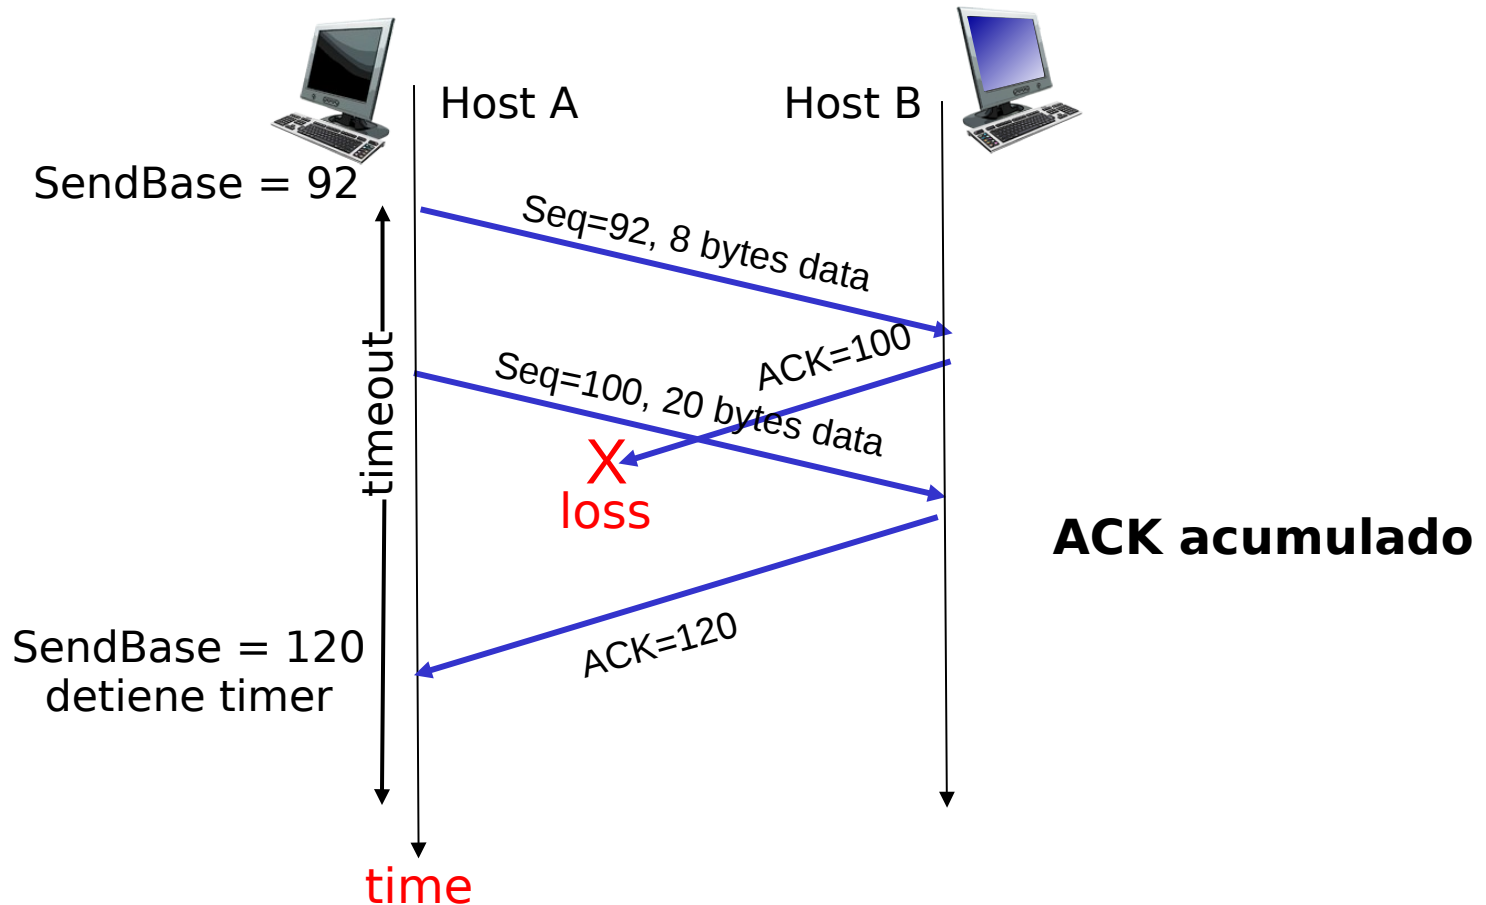 Host A
Host B
SendBase = 92
Seq=92, 8 bytes data
ACK=100
Seq=100, 20 bytes data
timeout
X
loss
ACK acumulado
ACK=120
SendBase = 120
detiene timer
time